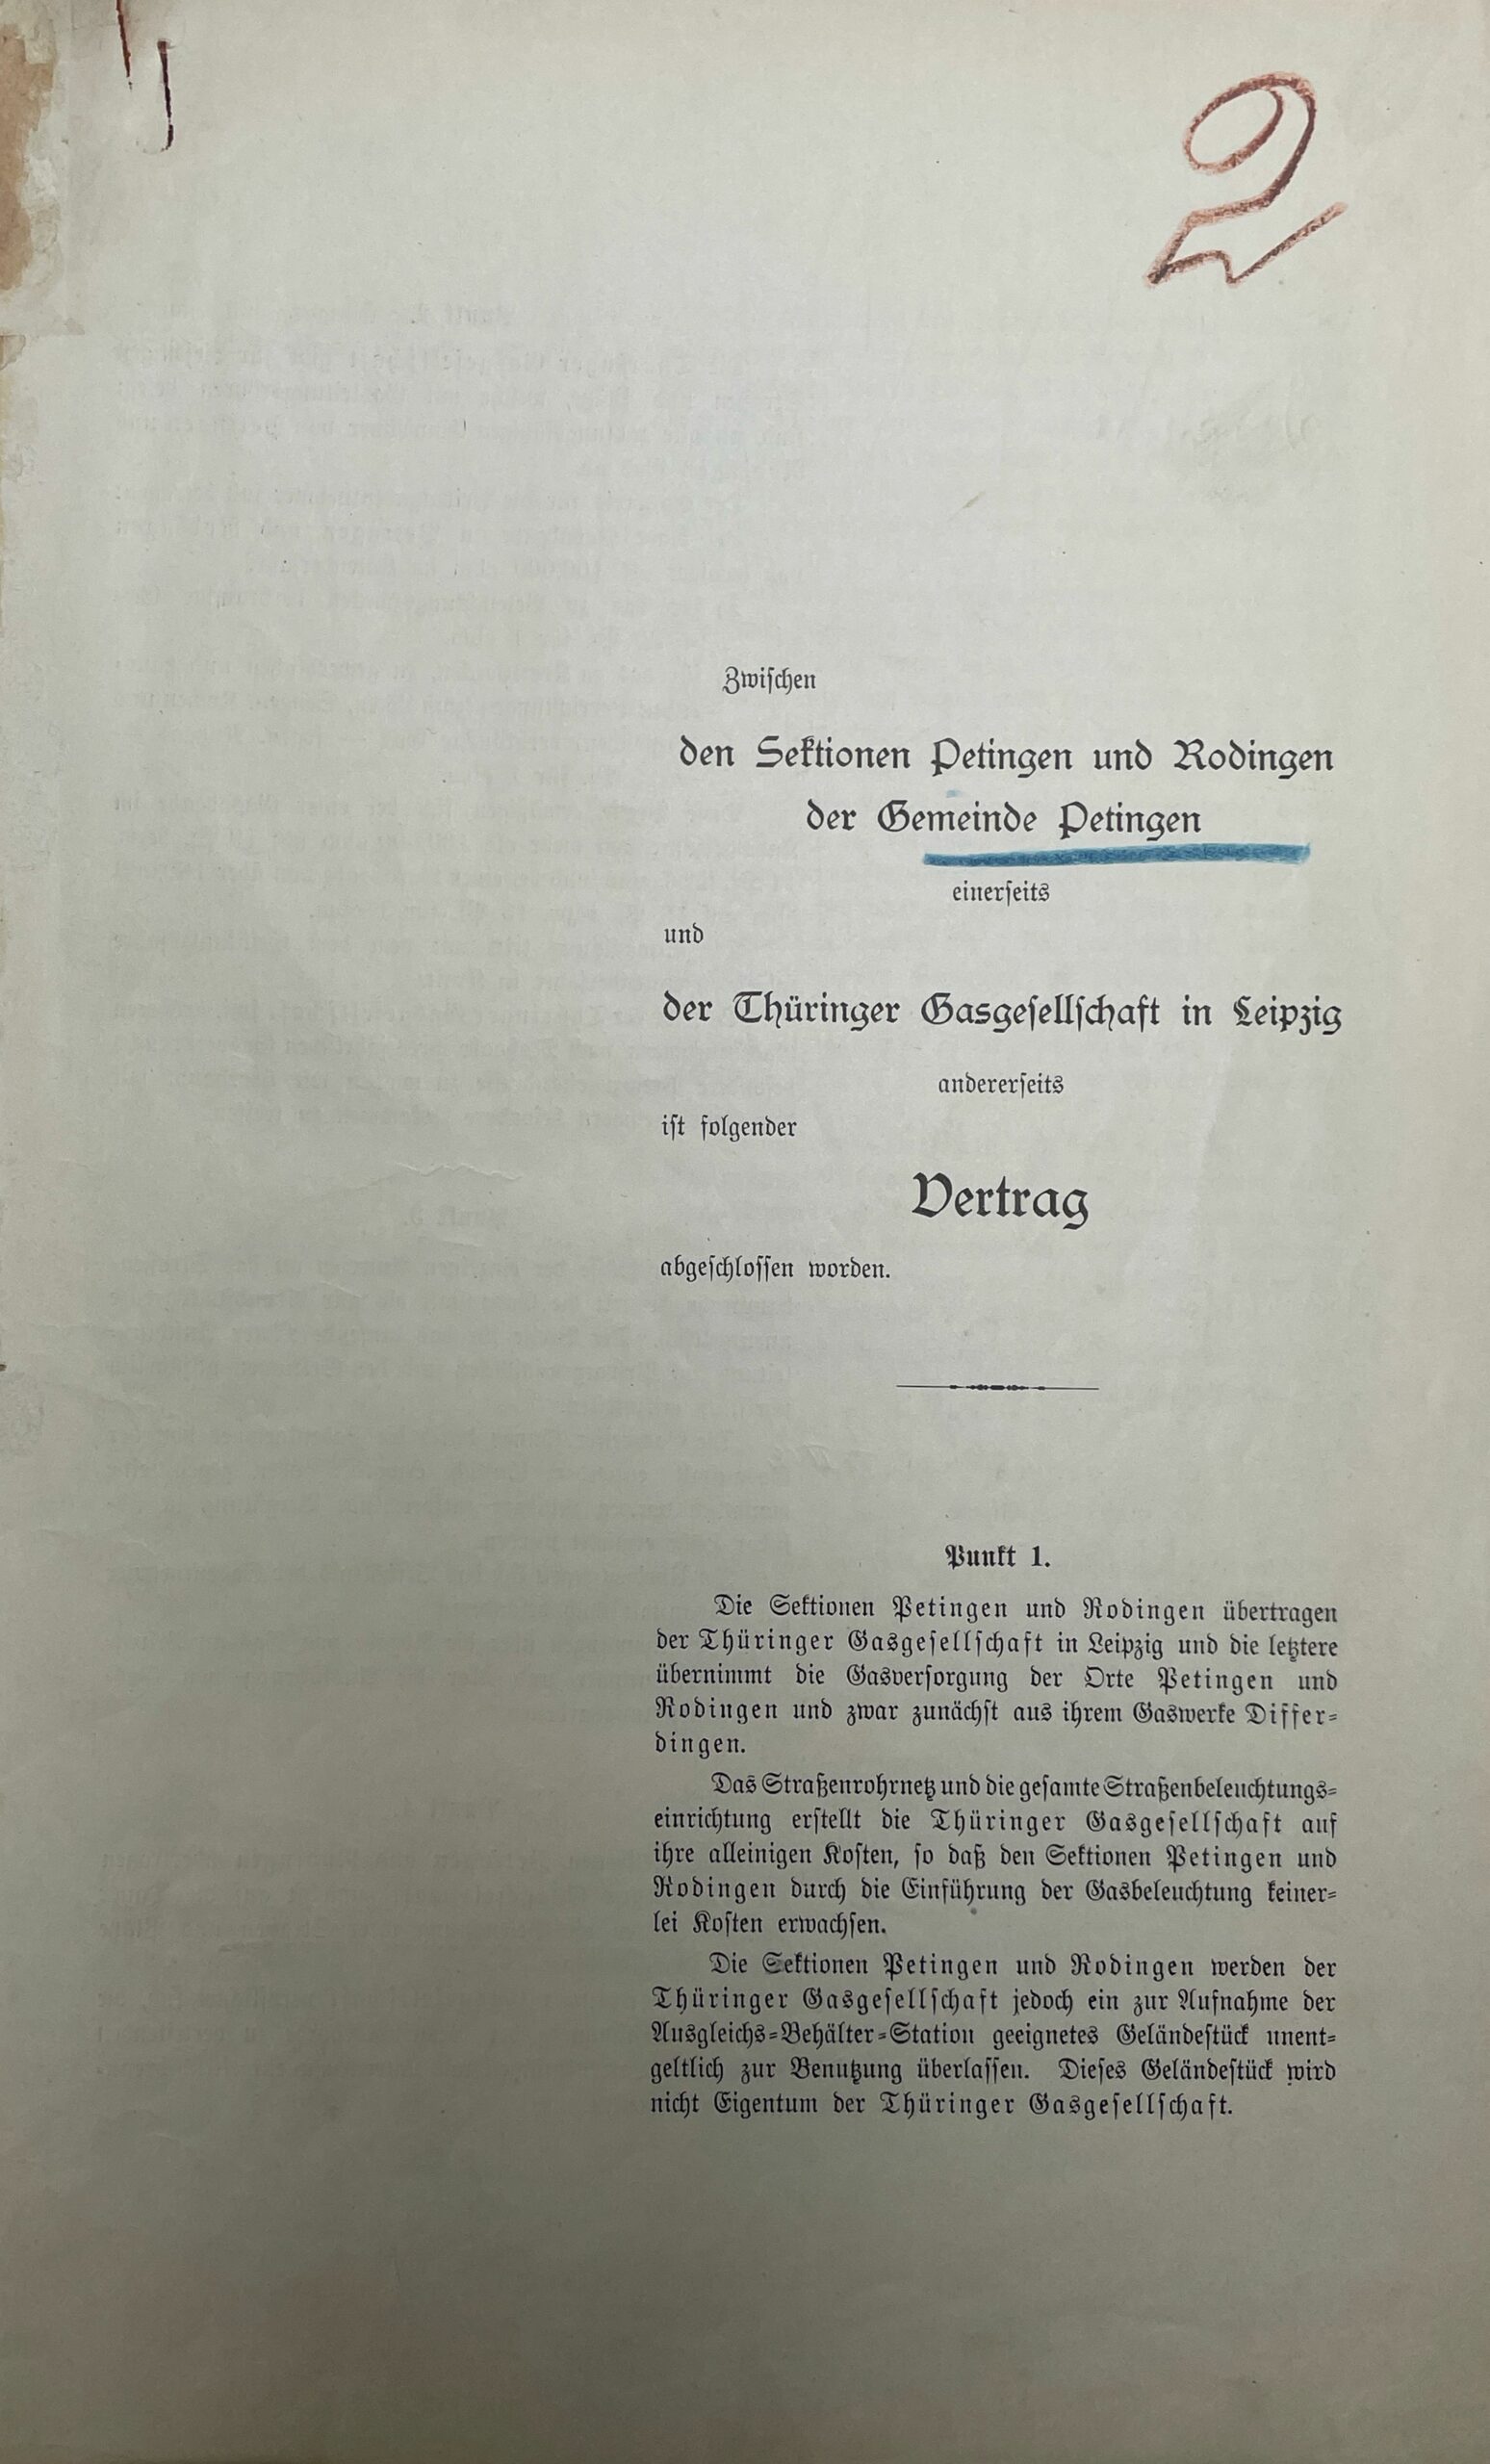 2
Zwischen
den Sektionen Petingen und Rodingen
der Gemeinde Petingen
einerseits
und
der Thüringer Gasgesellschaft in Leipzig
andererseits
ist folgender
Vertrag
abgeschlossen worden.
Punkt 1.
Die Sektionen Petingen und Rodingen übertragen
der Thüringer Gasgesellschaft in Leipzig und die letztere
übernimmt die Gasversorgung der Orte Petingen und
Rodingen und zwar zunächst aus ihrem Gaswerke Differ-
dingen.
Das Straßenrohrnetz und die gesamte Straßenbeleuchtungs-
einrichtung erstellt die Thüringer Gasgesellschaft auf
ihre alleinigen Kosten, so daß den Sektionen Petingen und
Rodingen durch die Einführung der Gasbeleuchtung keiner-
lei Kosten erwachsen.
Die Sektionen Petingen und Rodingen werden der
Thüringer Gasgesellschaft jedoch ein zur Aufnahme der
Ausgleichs-Behälter-Station geeignetes Geländestück unent-
geltlich zur Benutzung überlassen. Dieses Geländestück wird
nicht Eigentum der Thüringer Gasgesellschaft.